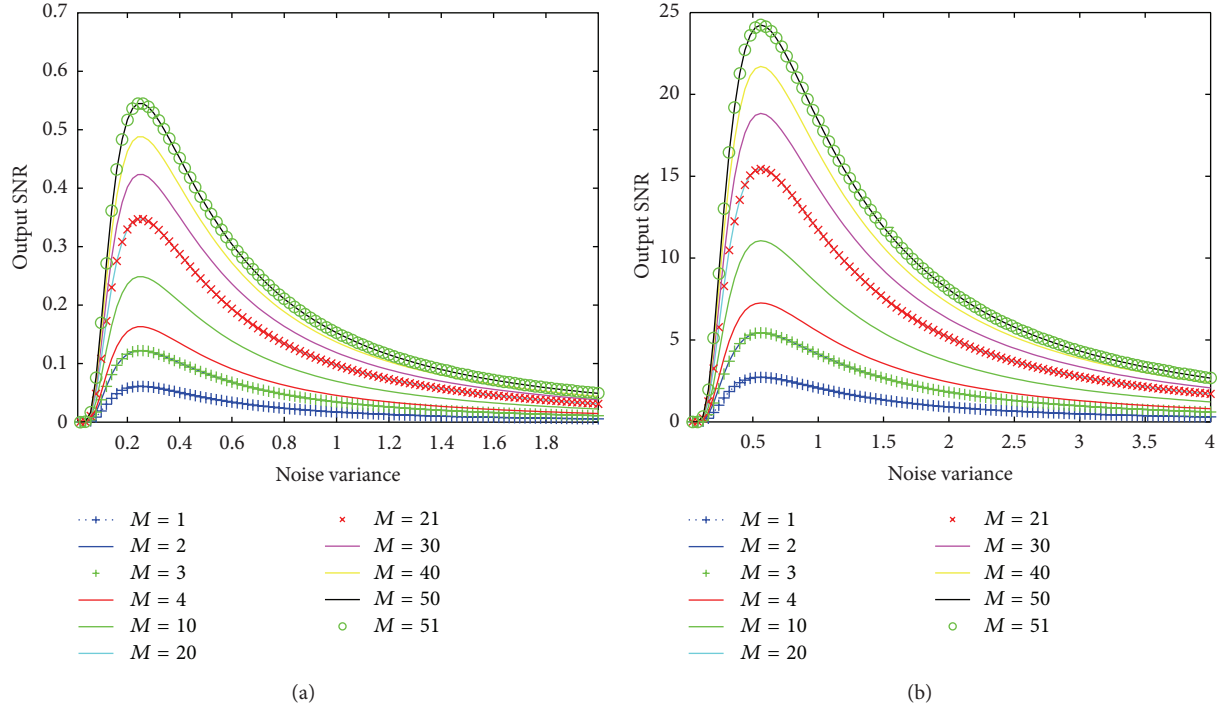 0.7
0.6
0.5
0.4
0.3
0.2
0.1
0
Output SNR
0.2 0.4 0.6 0.8 1 1.2 1.4 1.6 1.8
Noise variance
M = 1
M = 2
M = 3
M = 4
M = 10
M = 20
M = 21
M = 30
M = 40
M = 50
M = 51
(a)
25
20
15
10
5
0
Output SNR
0.5 1 1.5 2 2.5 3 3.5 4
Noise variance
M = 1
M = 2
M = 3
M = 4
M = 10
M = 20
M = 21
M = 30
M = 40
M = 50
M = 51
(b)